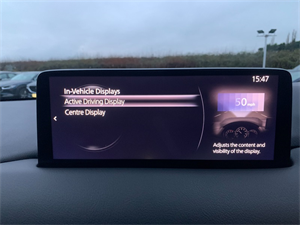 15:47
In-Vehicle Displays
Active Driving Display
Centre Display
50
Adjusts the content and
visibility of the display.